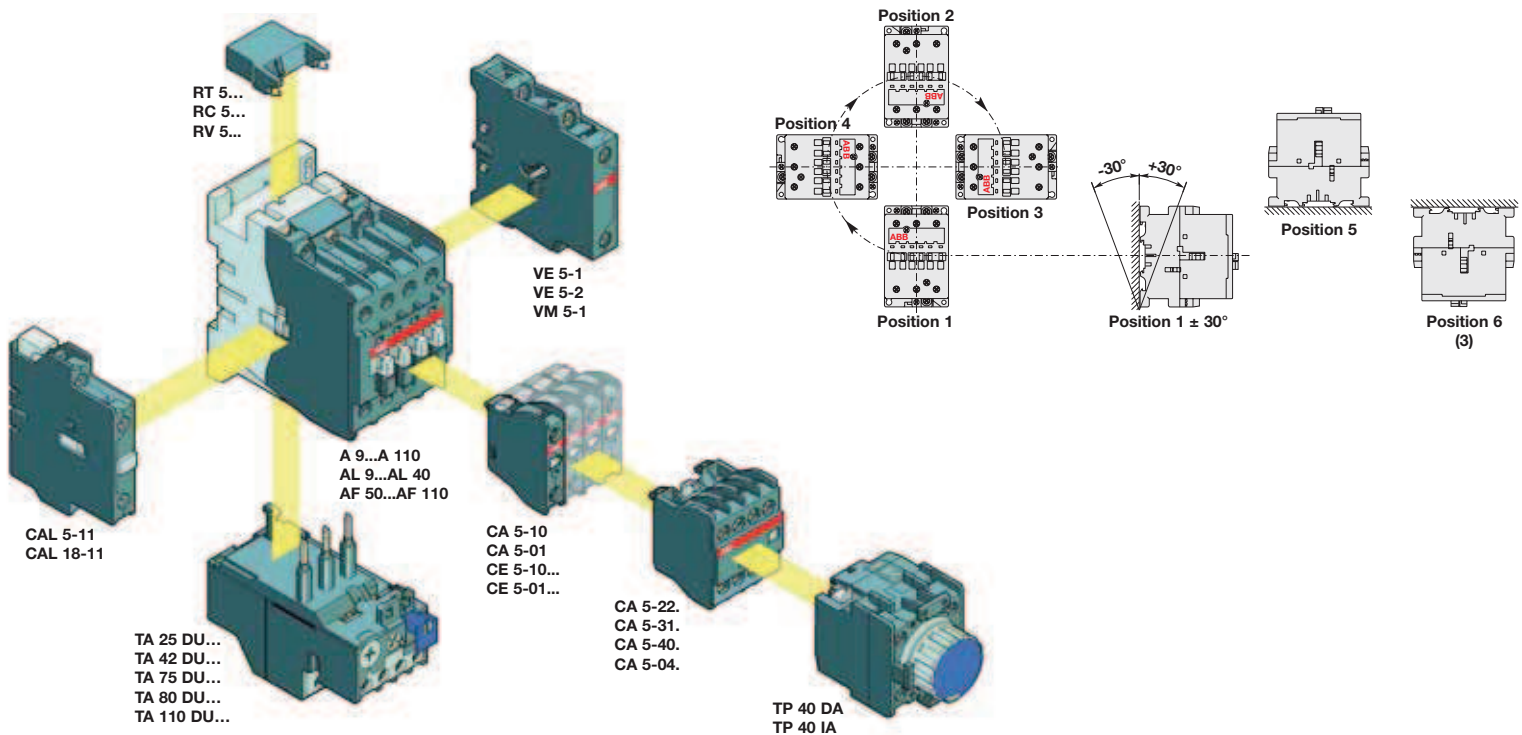 RT 5…
RC 5…
RV 5...
VE 5-1
VE 5-2
VM 5-1
A 9...A 110
AL 9...AL 40
AF 50...AF 110
CAL 5-11
CAL 18-11
CA 5-10
CA 5-01
CE 5-10...
CE 5-01...
CA 5-22.
CA 5-31.
CA 5-40.
CA 5-04.
TA 25 DU…
TA 42 DU…
TA 75 DU…
TA 80 DU…
TA 110 DU…
TP 40 DA
TP 40 IA
Position 2
ABB
Position 4
ABB
ABB
Position 3
ABB
Position 1
-30°
+30°
Position 1 ± 30°
Position 5
Position 6
(3)